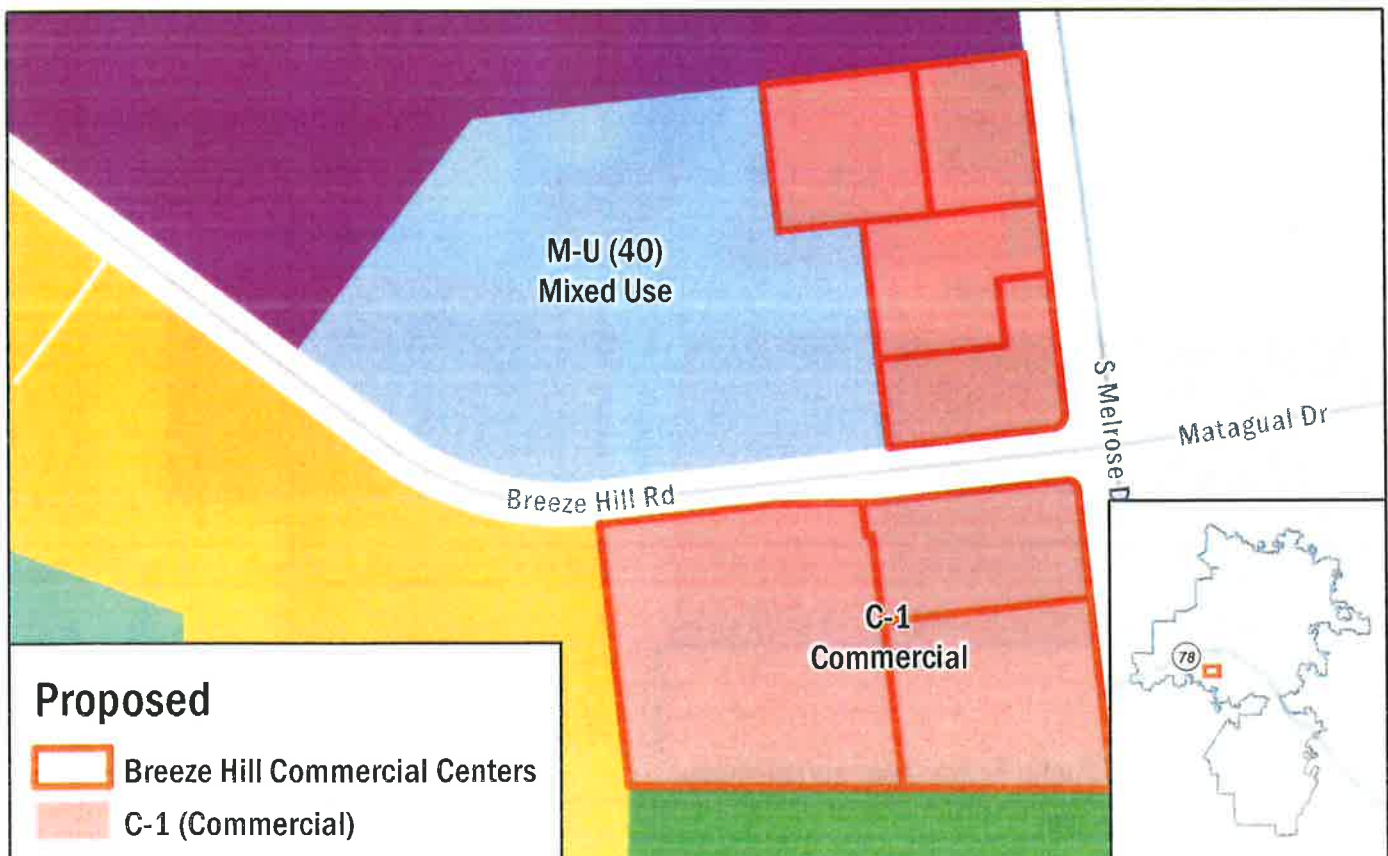 M-U (40)
Mixed Use
S Melrose D
Matagual Dr
Breeze Hill Rd
C-1
Commercial
78
Proposed
Breeze Hill Commercial Centers
C-1 (Commercial)